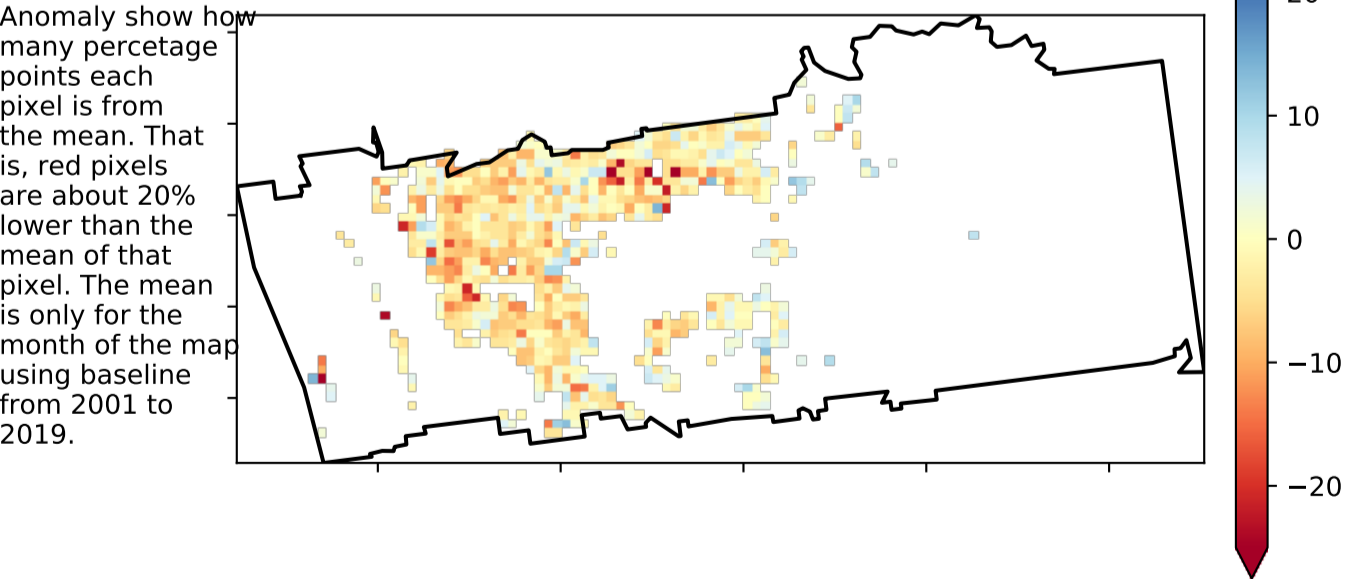 Anomaly show how
many percetage
points each
pixel is from
the mean. That
is, red pixels
are about 20%
lower than the
mean of that
pixel. The mean
is only for the
month of the map
using baseline
from 2001 to
2019.
10
0
−10
−20